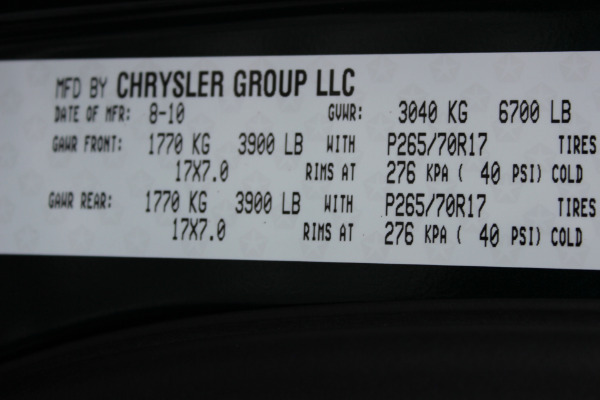 MFD BY CHRYSLER GROUP LLC
DATE OF MFR: 8-10 GVWR: 3040 KG 6700 LB
GAWR FRONT: 1770 KG 3900 LB WITH P265/70R17 TIRES
17X7.0 RIMS AT 276 KPA ( 40 PSI) COLD
GAWR REAR: 1770 KG 3900 LB WITH P265/70R17 TIRES
17X7.0 RIMS AT 276 KPA ( 40 PSI) COLD